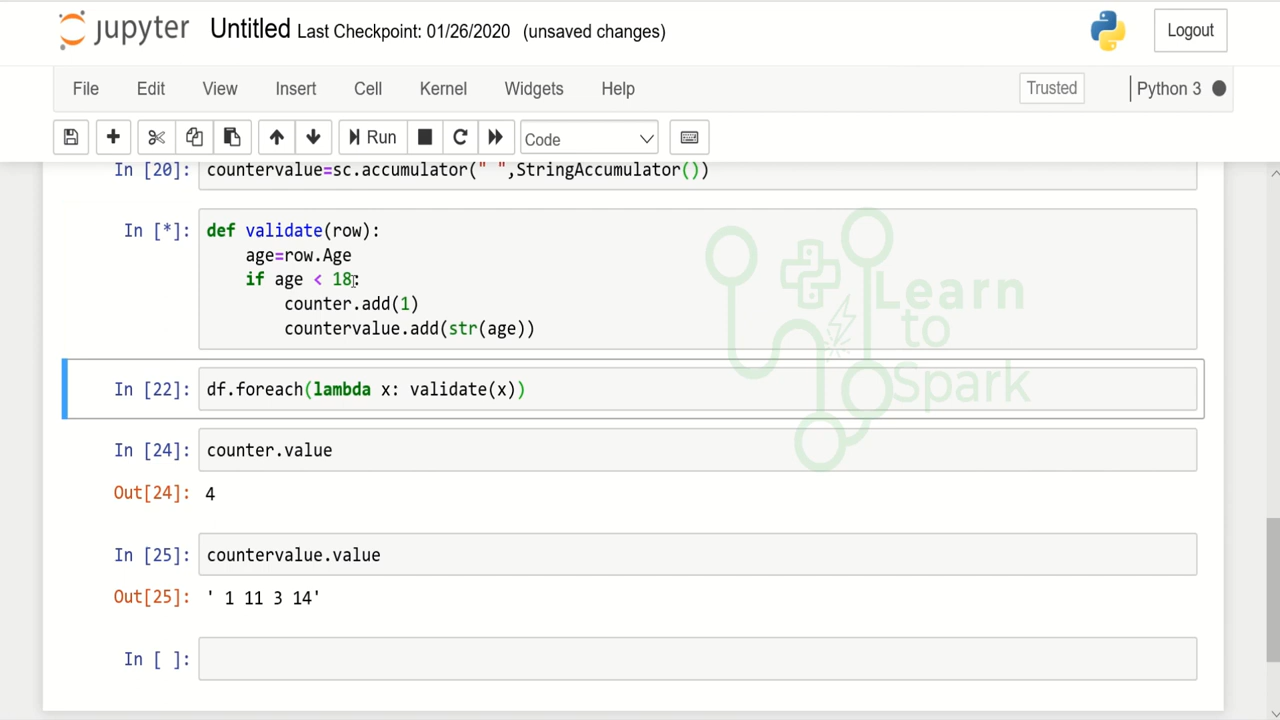 jupyter Untitled Last Checkpoint: 01/26/2020 (unsaved changes) Logout
File Edit View Insert Cell Kernel Widgets Help Trusted Python 3
Run Code
In [20]: countervalue=sc.accumulator(" ",StringAccumulator())
In [*]: def validate(row):
age=row.Age
if age < 18:
counter.add(1)
countervalue.add(str(age))
Learn
to
Spark
In [22]: df.foreach(lambda x: validate(x))
In [24]: counter.value
Out[24]: 4
In [25]: countervalue.value
Out[25]: ' 1 11 3 14'
In [ ]: